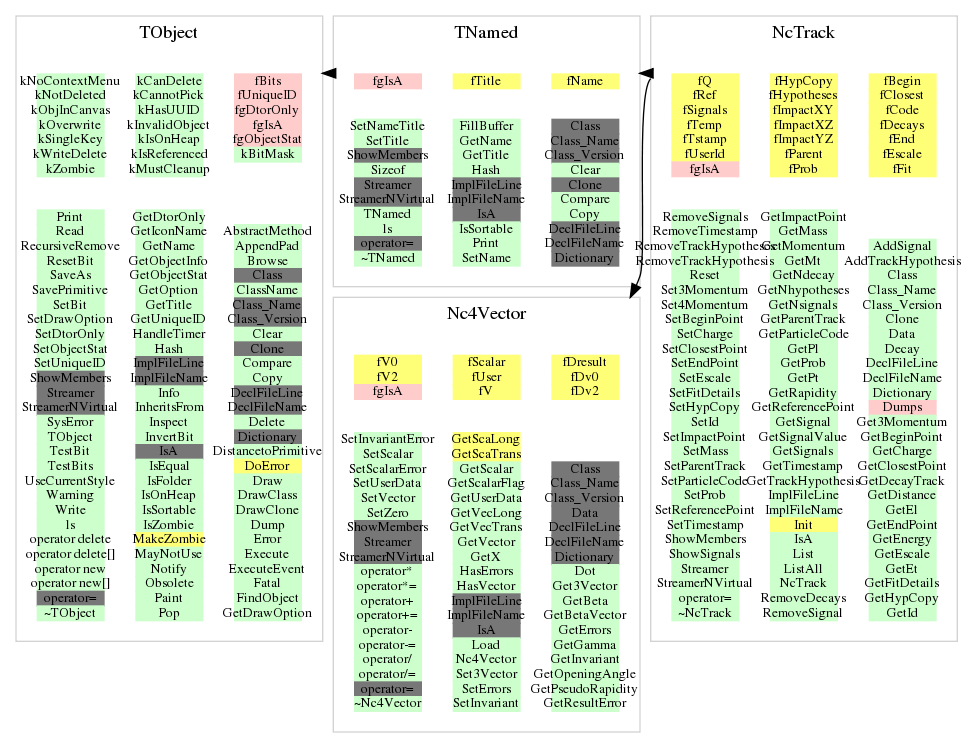 TObject
kNoContextMenu kCanDelete fBits
kNotDeleted kCannotPick fUniqueID
kObjInCanvas kHasUUID fgDtorOnly
kOverwrite kInvalidObject fgIsA
kSingleKey kIsOnHeap fgObjectStat
kWriteDelete kIsReferenced kBitMask
kZombie kMustCleanup
Print GetDtorOnly
Read GetIconName AbstractMethod
RecursiveRemove GetName AppendPad
ResetBit GetObjectInfo Browse
SaveAs GetObjectStat Class
SavePrimitive GetOption ClassName
SetBit GetTitle Class_Name
SetDrawOption GetUniqueID Class_Version
SetDtorOnly HandleTimer Clear
SetObjectStat Hash Clone
SetUniqueID ImplFileLine Compare
ShowMembers ImplFileName Copy
Streamer Info DeclFileLine
StreamerNVirtual InheritsFrom DeclFileName
SysError Inspect Delete
TObject InvertBit Dictionary
TestBit IsA DistancetoPrimitive
TestBits IsEqual DoError
UseCurrentStyle IsFolder Draw
Warning IsOnHeap DrawClass
Write IsSortable DrawClone
ls IsZombie Dump
operator delete MakeZombie Error
operator delete[] MayNotUse Execute
operator new Notify ExecuteEvent
operator new[] Obsolete Fatal
operator= Paint FindObject
~TObject Pop GetDrawOption
TNamed
fgIsA fTitle fName
SetNameTitle FillBuffer Class
SetTitle GetName Class_Name
ShowMembers GetTitle Class_Version
Sizeof Hash Clear
Streamer ImplFileLine Clone
StreamerNVirtual ImplFileName Compare
TNamed IsA Copy
ls IsSortable DeclFileLine
operator= Print DeclFileName
~TNamed SetName Dictionary
Nc4Vector
fV0 fScalar fDresult
fV2 fUser fDv0
fgIsA fV fDv2
SetInvariantError GetScaLong
SetScalar GetScaTrans
SetScalarError GetScalar Class
SetUserData GetScalarFlag Class_Name
SetVector GetUserData Class_Version
SetZero GetVecLong Data
ShowMembers GetVecTrans DeclFileLine
Streamer GetVector DeclFileName
StreamerNVirtual GetX Dictionary
operator* HasErrors Dot
operator*= HasVector Get3Vector
operator+ ImplFileLine GetBeta
operator+= ImplFileName GetBetaVector
operator- IsA GetErrors
operator-= Load GetGamma
operator/ Nc4Vector GetInvariant
operator/= Set3Vector GetOpeningAngle
operator= SetErrors GetPseudoRapidity
~Nc4Vector SetInvariant GetResultError
NcTrack
fQ fHypCopy fBegin
fRef fHypotheses fClosest
fSignals fImpactXY fCode
fTemp fImpactXZ fDecays
fTstamp fImpactYZ fEnd
fUserId fParent fEscale
fgIsA fProb fFit
RemoveSignals GetImpactPoint
RemoveTimestamp GetMass
RemoveTrackHypothesis GetMomentum AddSignal
RemoveTrackHypothesis GetMt AddTrackHypothesis
Reset GetNdecay Class
Set3Momentum GetNhypotheses Class_Name
Set4Momentum GetNsignals Class_Version
SetBeginPoint GetParentTrack Clone
SetCharge GetParticleCode Data
SetClosestPoint GetPl Decay
SetEndPoint GetProb DeclFileLine
SetEscale GetPt DeclFileName
SetFitDetails GetRapidity Dictionary
SetHypCopy GetReferencePoint Dumps
SetId GetSignal Get3Momentum
SetImpactPoint GetSignalValue GetBeginPoint
SetMass GetSignals GetCharge
SetParentTrack GetTimestamp GetClosestPoint
SetParticleCode GetTrackHypothesis GetDecayTrack
SetProb ImplFileLine GetDistance
SetReferencePoint ImplFileName GetEl
SetTimestamp Init GetEndPoint
ShowMembers IsA GetEnergy
ShowSignals List GetEscale
Streamer ListAll GetEt
StreamerNVirtual NcTrack GetFitDetails
operator= RemoveDecays GetHypCopy
~NcTrack RemoveSignal GetId